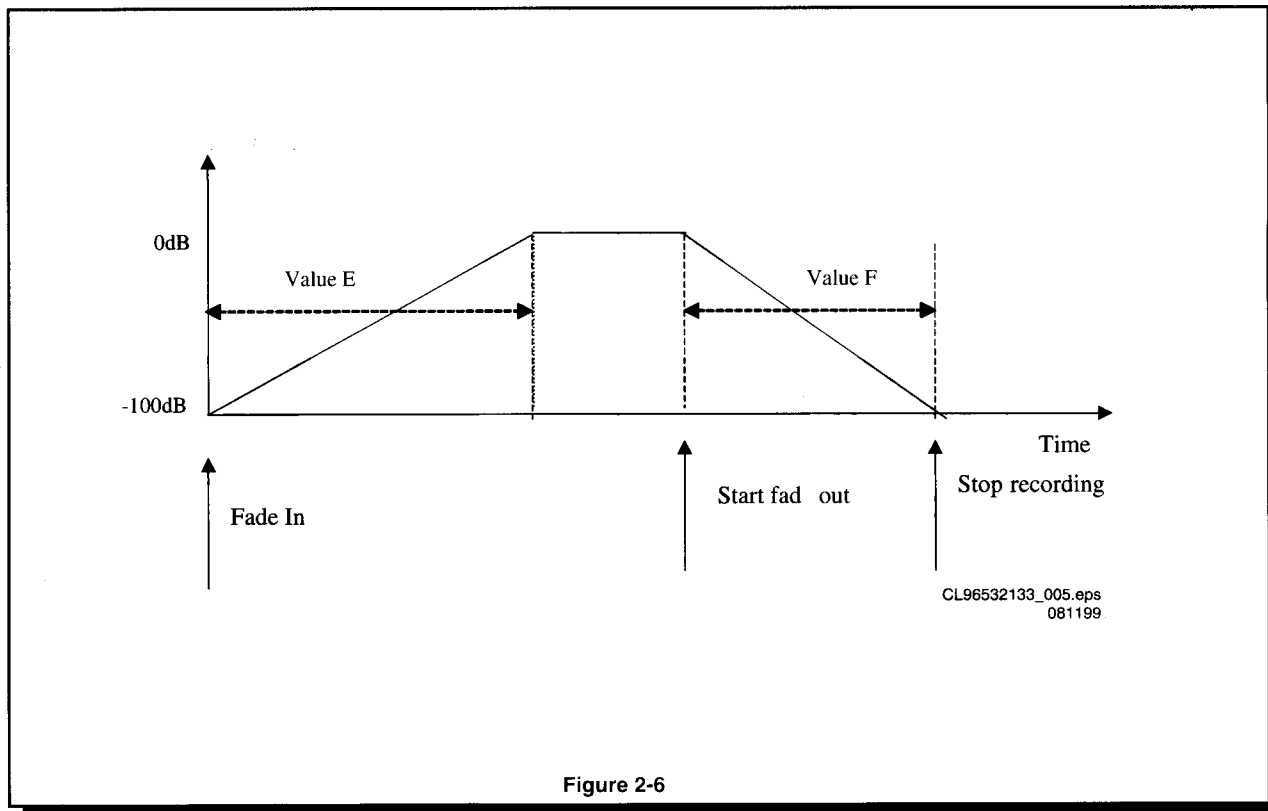 0dB
Value E
Value F
-100dB
Time
Fade In
Start fad out
Stop recording
CL96532133_005.eps
081199
Figure 2-6